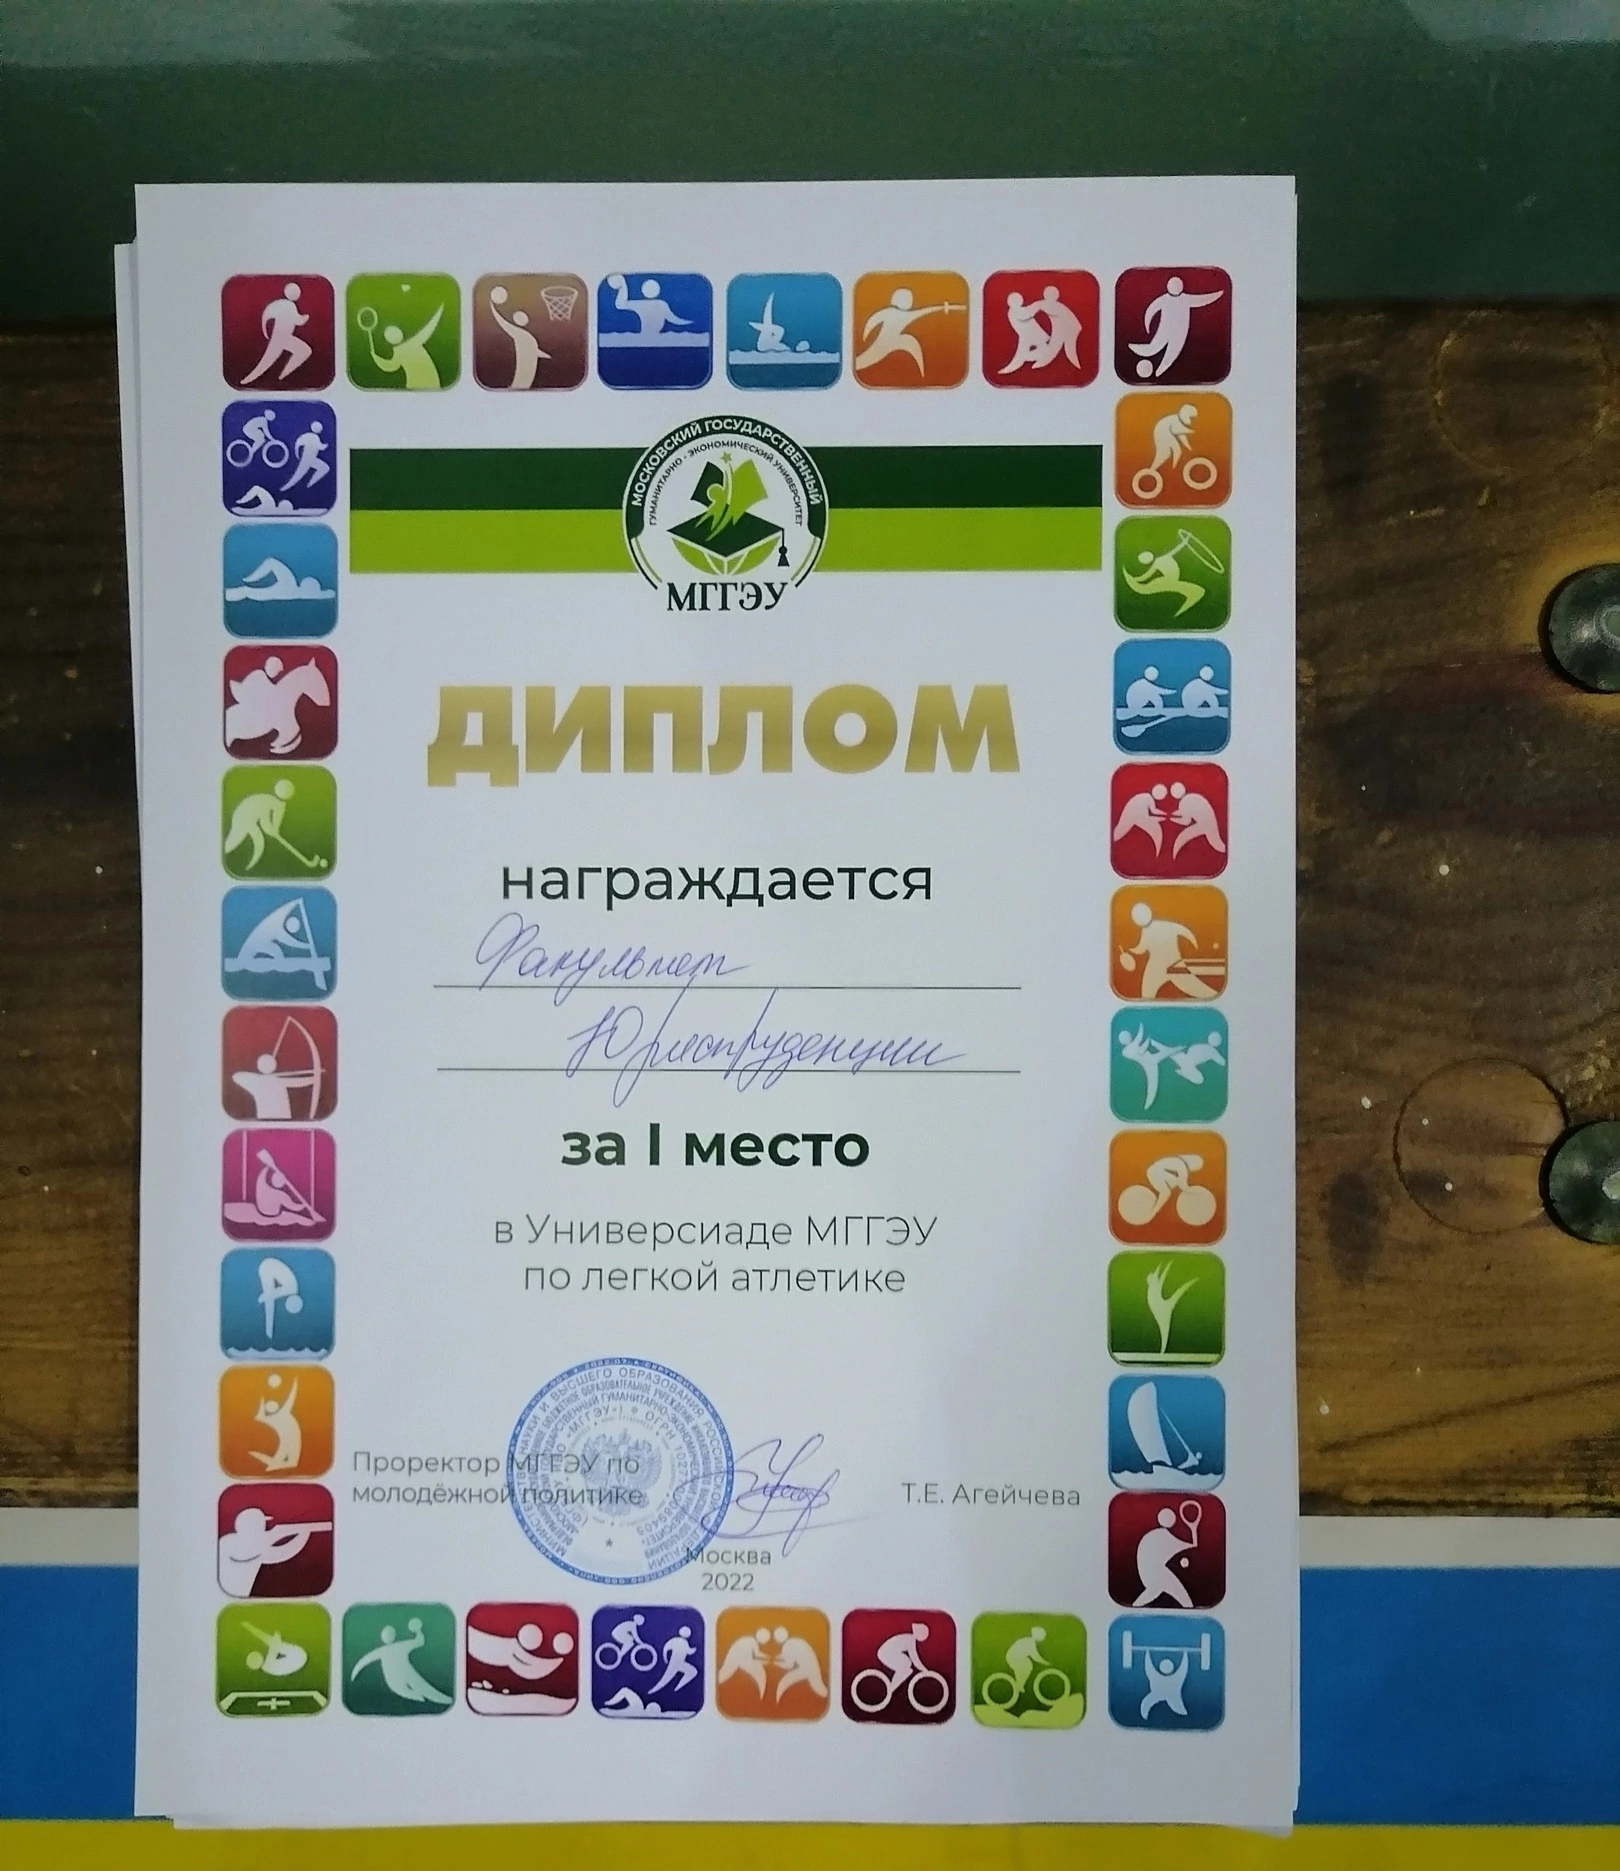 МОСКОВСКИЙ ГОСУДАРСТВЕННЫЙ
ГУМАНИТАРНО-ЭКОНОМИЧЕСКИЙ УНИВЕРСИТЕТ
МГГЭУ
ДИПЛОМ
награждается
Факультет
Юриспруденции
за I место
в Универсиаде МГГЭУ
по легкой атлетике
Проректор МГГЭУ по
молодёжной политике
Т.Е. Агейчева
Москва
2022